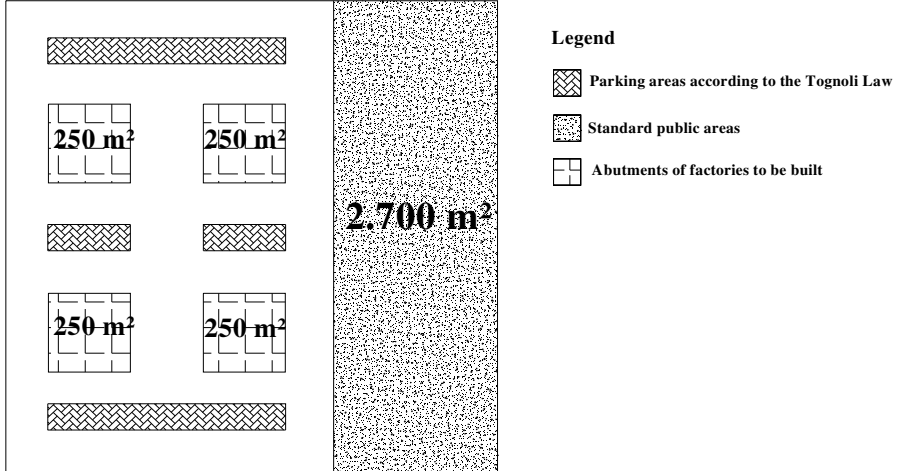 250 m²
250 m²
2.700 m²
250 m²
250 m²
Legend
Parking areas according to the Tognoli Law
Standard public areas
Abutments of factories to be built